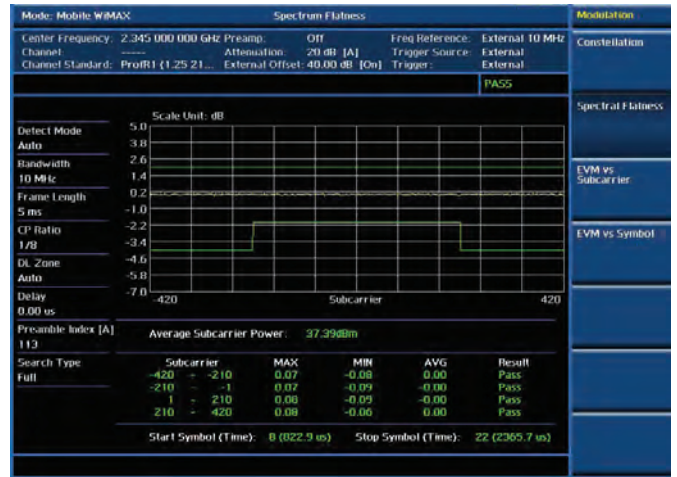 Mode: Mobile WiMAX Spectrum Flatness Modulation
Center Frequency: 2.345 000 000 GHz Preamp: Off Freq Reference: External 10 MHz
Channel: ----- Attenuation: 20 dB [A] Trigger Source: External
Channel Standard: ProfR1 (1.25 21... External Offset: 40.00 dB [On] Trigger: External
Constellation
PASS
Spectral Flatness
EVM vs
Subcarrier
EVM vs Symbol
Detect Mode
Auto
Bandwidth
10 MHz
Frame Length
5 ms
CP Ratio
1/8
DL Zone
Auto
Delay
0.00 us
Preamble Index [A]
113
Search Type
Full
Scale Unit: dB
5.0
3.8
2.6
1.4
0.2
-1.0
-2.2
-3.4
-4.6
-5.8
-7.0
-420 Subcarrier 420
Average Subcarrier Power: 37.39dBm
Subcarrier MAX MIN AVG Result
-420 ~ -210 0.07 -0.08 0.00 Pass
-210 ~ -1 0.07 -0.09 -0.00 Pass
1 ~ 210 0.08 -0.09 -0.00 Pass
210 ~ 420 0.08 -0.06 0.00 Pass
Start Symbol (Time): 8 (822.9 us) Stop Symbol (Time): 22 (2365.7 us)